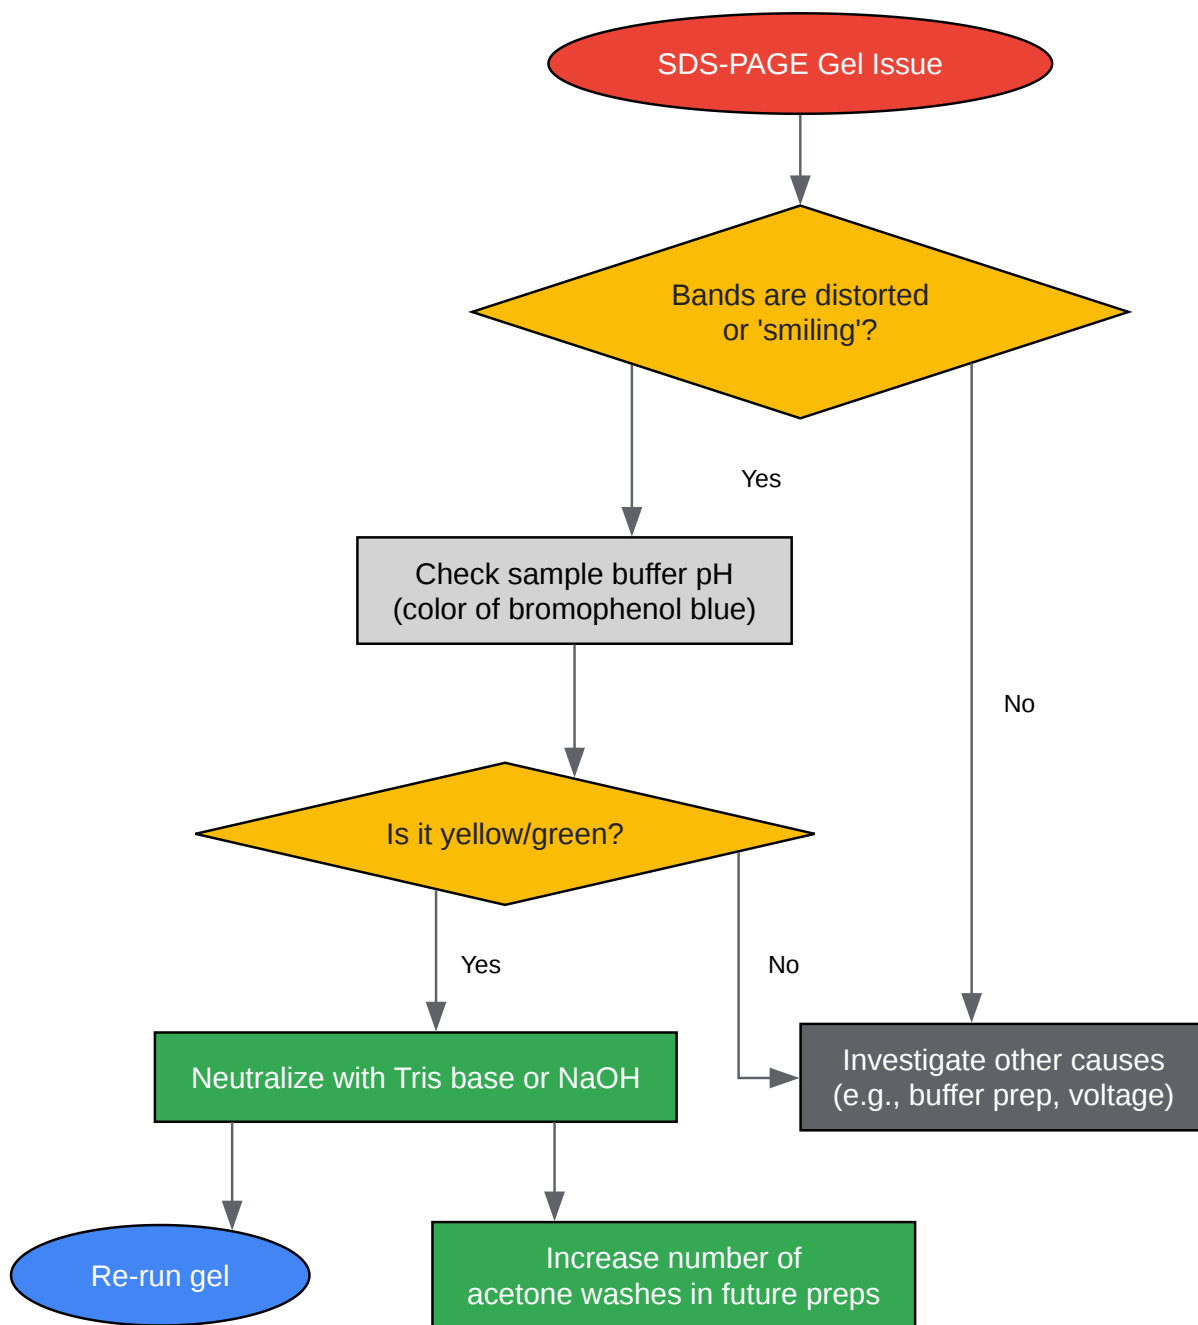 SDS-PAGE Gel Issue
Bands are distorted
or 'smiling'?
Yes
Check sample buffer pH
(color of bromophenol blue)
No
Is it yellow/green?
Yes
No
Neutralize with Tris base or NaOH
Investigate other causes
(e.g., buffer prep, voltage)
Re-run gel
Increase number of
acetone washes in future preps